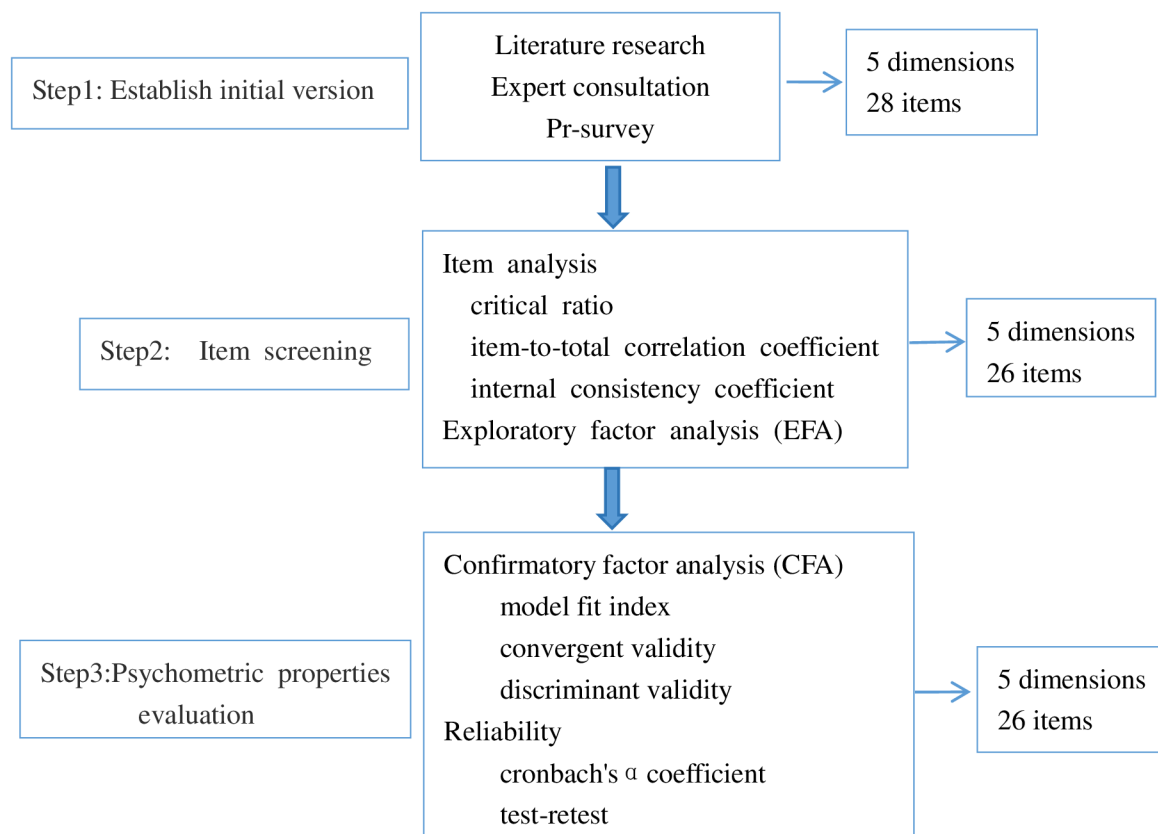 Step1: Establish initial version
Literature research
Expert consultation
Pr-survey
5 dimensions
28 items
Step2: Item screening
Item analysis
critical ratio
item-to-total correlation coefficient
internal consistency coefficient
Exploratory factor analysis (EFA)
5 dimensions
26 items
Step3:Psychometric properties
evaluation
Confirmatory factor analysis (CFA)
model fit index
convergent validity
discriminant validity
Reliability
cronbach's α coefficient
test-retest
5 dimensions
26 items